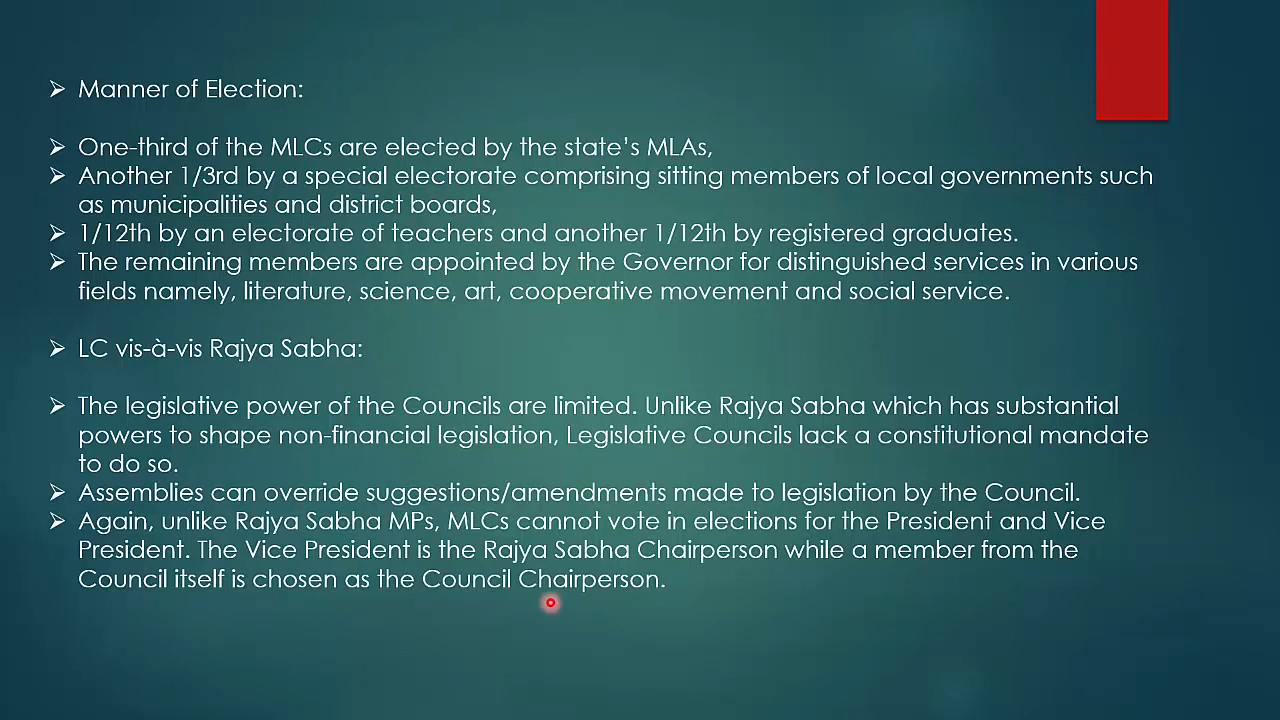 ➢ Manner of Election:
➢ One-third of the MLCs are elected by the state’s MLAs,
➢ Another 1/3rd by a special electorate comprising sitting members of local governments such
as municipalities and district boards,
➢ 1/12th by an electorate of teachers and another 1/12th by registered graduates.
➢ The remaining members are appointed by the Governor for distinguished services in various
fields namely, literature, science, art, cooperative movement and social service.
➢ LC vis-à-vis Rajya Sabha:
➢ The legislative power of the Councils are limited. Unlike Rajya Sabha which has substantial
powers to shape non-financial legislation, Legislative Councils lack a constitutional mandate
to do so.
➢ Assemblies can override suggestions/amendments made to legislation by the Council.
➢ Again, unlike Rajya Sabha MPs, MLCs cannot vote in elections for the President and Vice
President. The Vice President is the Rajya Sabha Chairperson while a member from the
Council itself is chosen as the Council Chairperson.